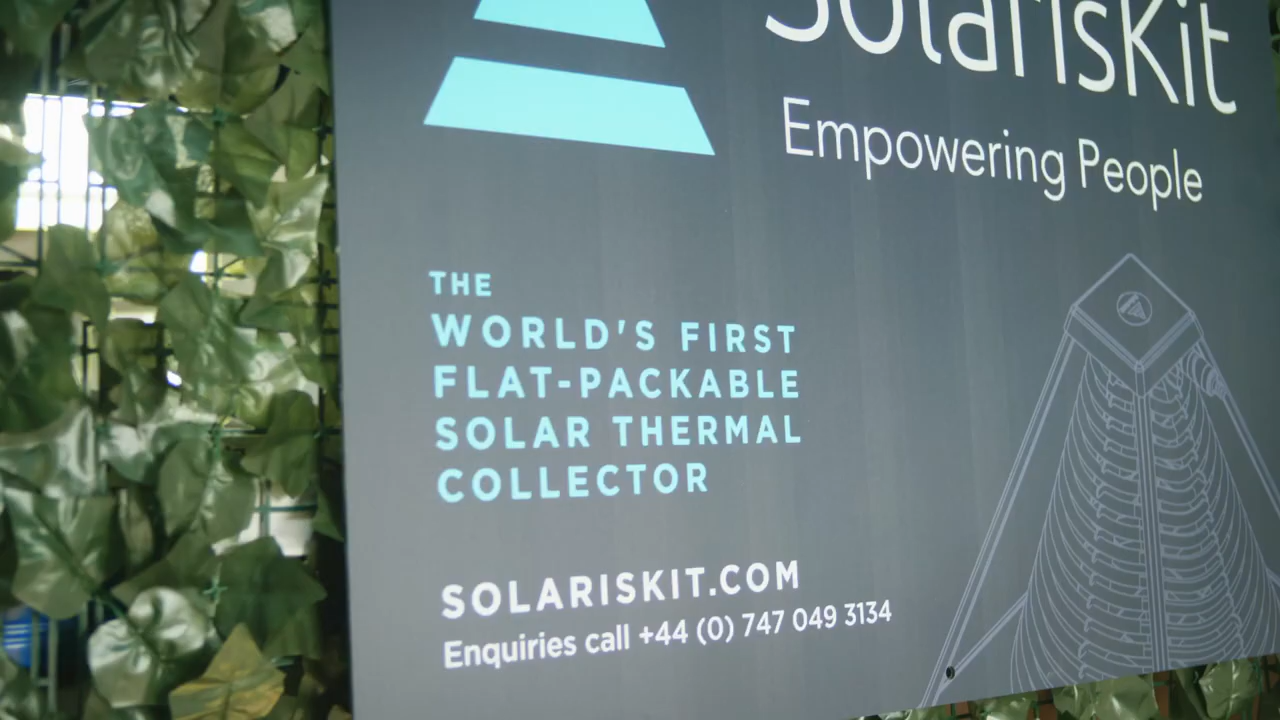 SolarisKit
Empowering People
THE
WORLD'S FIRST
FLAT-PACKABLE
SOLAR THERMAL
COLLECTOR
SOLARISKIT.COM
Enquiries call +44 (0) 747 049 3134